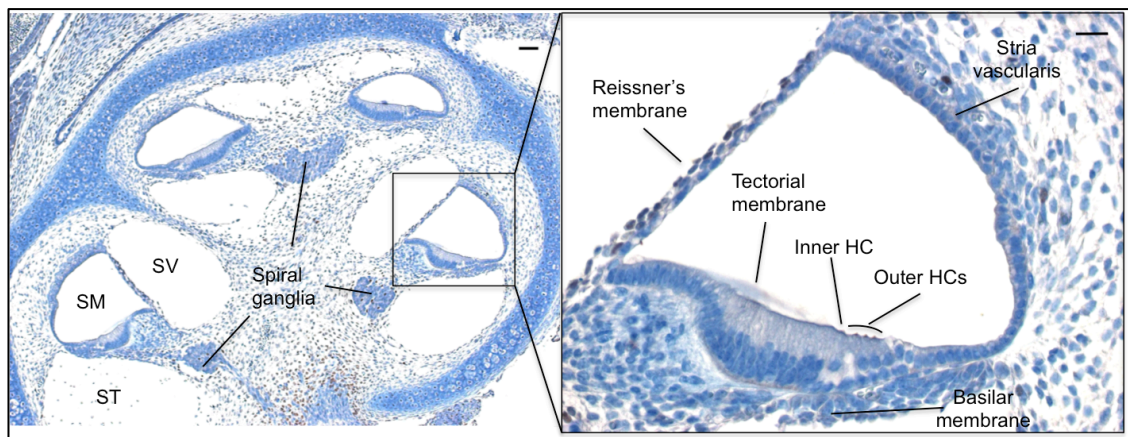 SV
SM
ST
Spiral
ganglia
Reissner's
membrane
Stria
vascularis
Tectorial
membrane
Inner HC
Outer HCs
Basilar
membrane